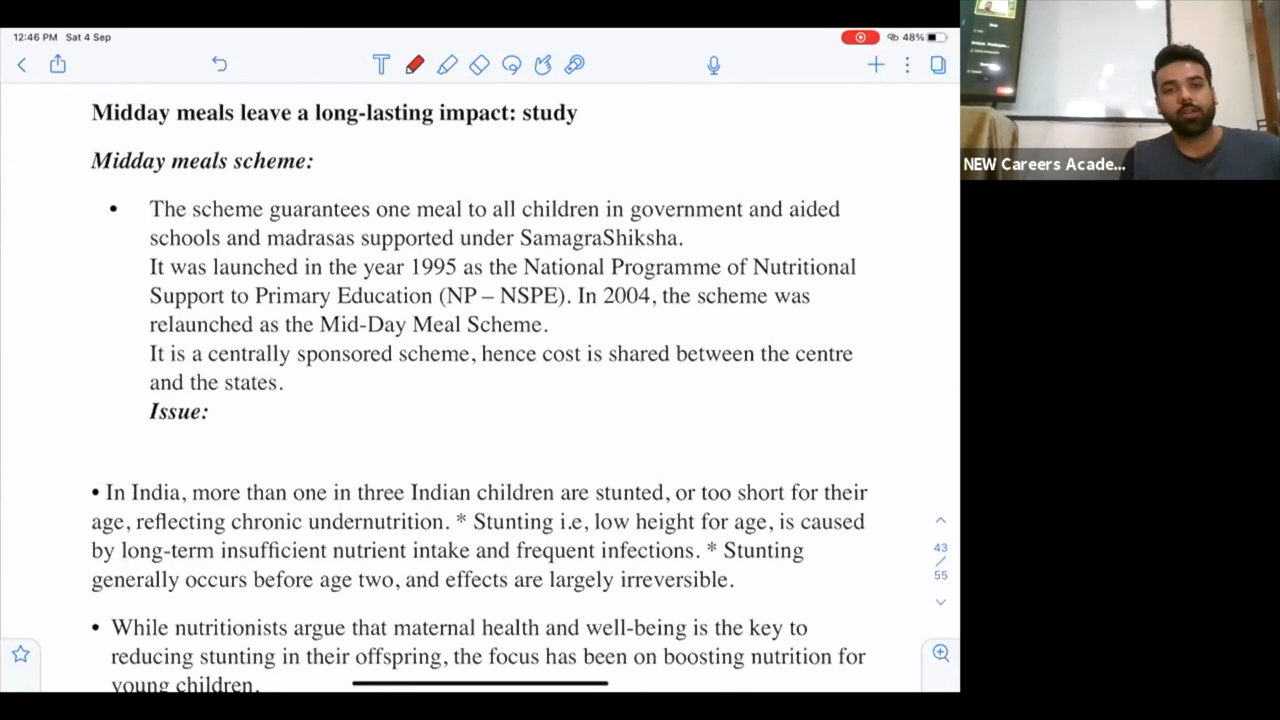 12:46 PM Sat 4 Sep
48%
Midday meals leave a long-lasting impact: study
Midday meals scheme:
• The scheme guarantees one meal to all children in government and aided
schools and madrasas supported under SamagraShiksha.
It was launched in the year 1995 as the National Programme of Nutritional
Support to Primary Education (NP – NSPE). In 2004, the scheme was
relaunched as the Mid-Day Meal Scheme.
It is a centrally sponsored scheme, hence cost is shared between the centre
and the states.
Issue:
• In India, more than one in three Indian children are stunted, or too short for their
age, reflecting chronic undernutrition. * Stunting i.e, low height for age, is caused
by long-term insufficient nutrient intake and frequent infections. * Stunting
generally occurs before age two, and effects are largely irreversible.
• While nutritionists argue that maternal health and well-being is the key to
reducing stunting in their offspring, the focus has been on boosting nutrition for
young children.
43
/
55
NEW Careers Acade...